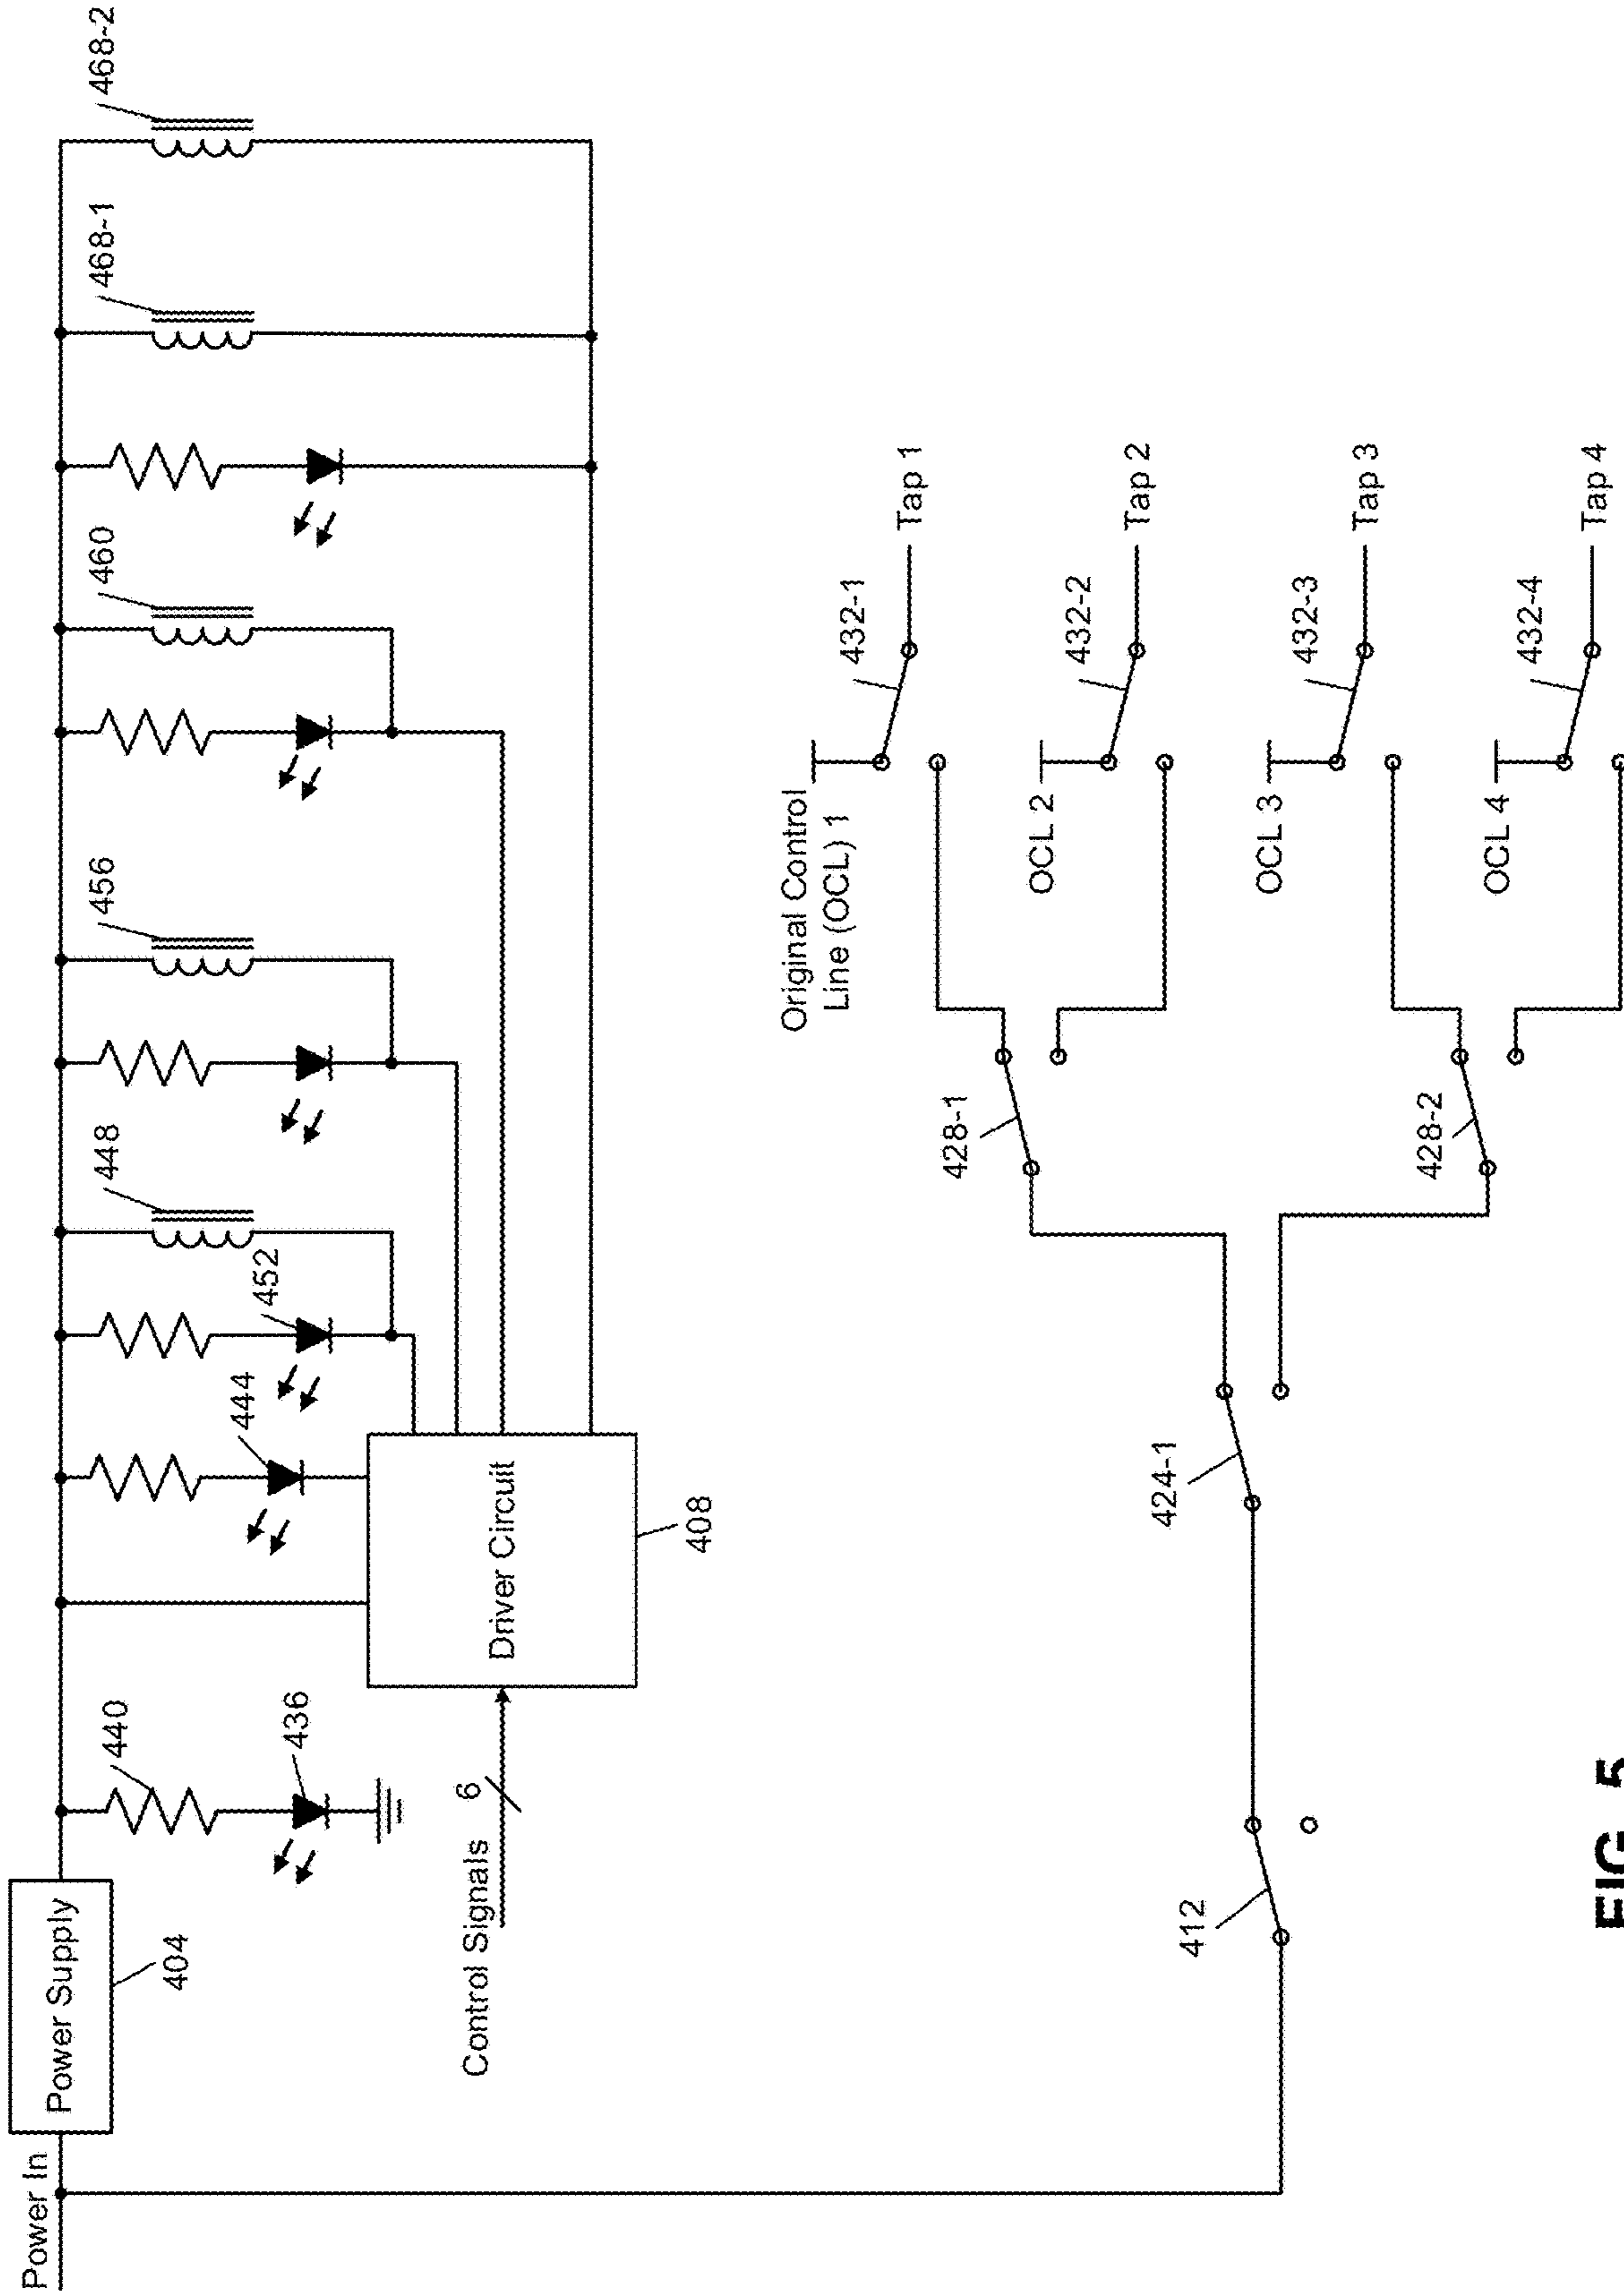 Power In
Power Supply
404
440
436
444
452
448
456
460
468-1
468-2
Control Signals
6
Driver Circuit
408
412
424-1
428-1
428-2
Original Control
Line (OCL) 1
OCL 2
OCL 3
OCL 4
432-1
432-2
432-3
432-4
Tap 1
Tap 2
Tap 3
Tap 4
FIG. 5